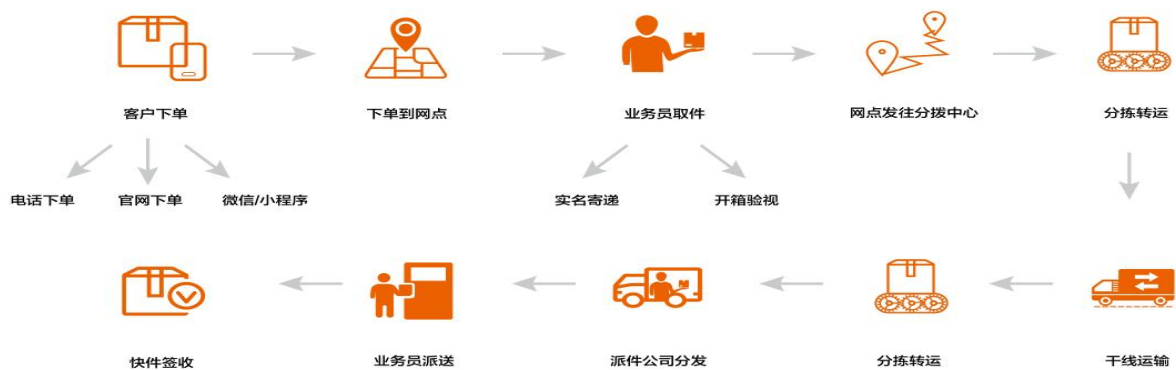 客户下单
下单到网点
业务员取件
网点发往分拨中心
分拣转运
电话下单
官网下单
微信/小程序
实名寄递
开箱验视
快件签收
业务员派送
派件公司分发
分拣转运
干线运输